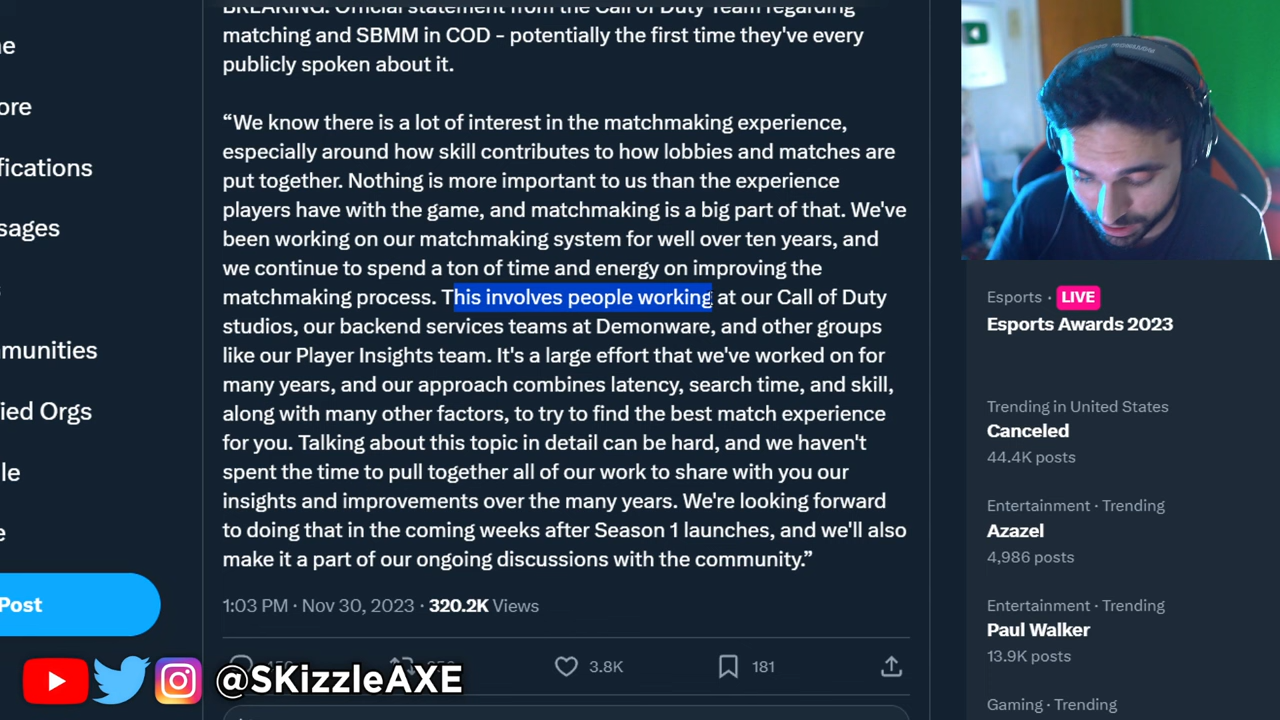 BREAKING: Official statement from the Call of Duty Team regarding
matching and SBMM in COD - potentially the first time they've every
publicly spoken about it.
“We know there is a lot of interest in the matchmaking experience,
especially around how skill contributes to how lobbies and matches are
put together. Nothing is more important to us than the experience
players have with the game, and matchmaking is a big part of that. We've
been working on our matchmaking system for well over ten years, and
we continue to spend a ton of time and energy on improving the
matchmaking process. This involves people working at our Call of Duty
studios, our backend services teams at Demonware, and other groups
like our Player Insights team. It's a large effort that we've worked on for
many years, and our approach combines latency, search time, and skill,
along with many other factors, to try to find the best match experience
for you. Talking about this topic in detail can be hard, and we haven't
spent the time to pull together all of our work to share with you our
insights and improvements over the many years. We're looking forward
to doing that in the coming weeks after Season 1 launches, and we'll also
make it a part of our ongoing discussions with the community.”
1:03 PM · Nov 30, 2023 · 320.2K Views
3.8K
181
e
ore
fications
sages
s
munities
fied Orgs
le
e
Post
@SKizzleAXE
Esports · LIVE
Esports Awards 2023
Trending in United States
Canceled
44.4K posts
Entertainment · Trending
Azazel
4,986 posts
Entertainment · Trending
Paul Walker
13.9K posts
Gaming · Trending